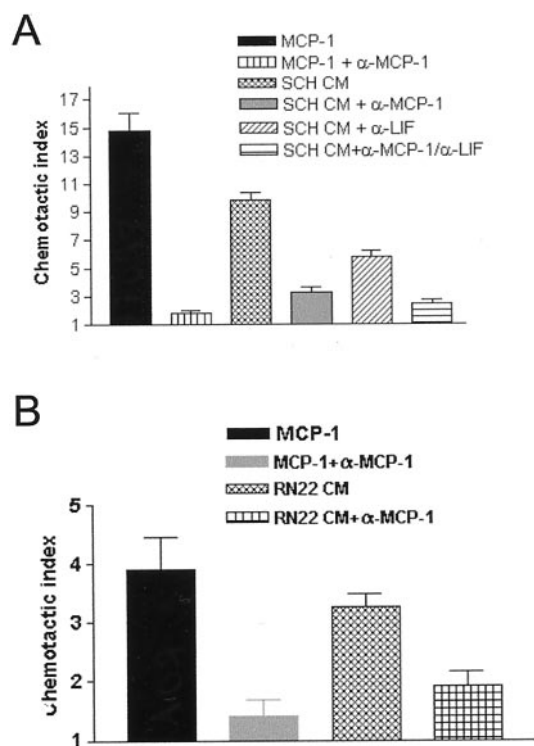 A
MCP-1
MCP-1 + α-MCP-1
SCH CM
SCH CM + α-MCP-1
SCH CM + α-LIF
SCH CM+α-MCP-1/α-LIF
Chemotactic index
17
15
13
11
9
7
5
3
1
B
MCP-1
MCP-1+α-MCP-1
RN22 CM
RN22 CM+α-MCP-1
Chemotactic index
5
4
3
2
1